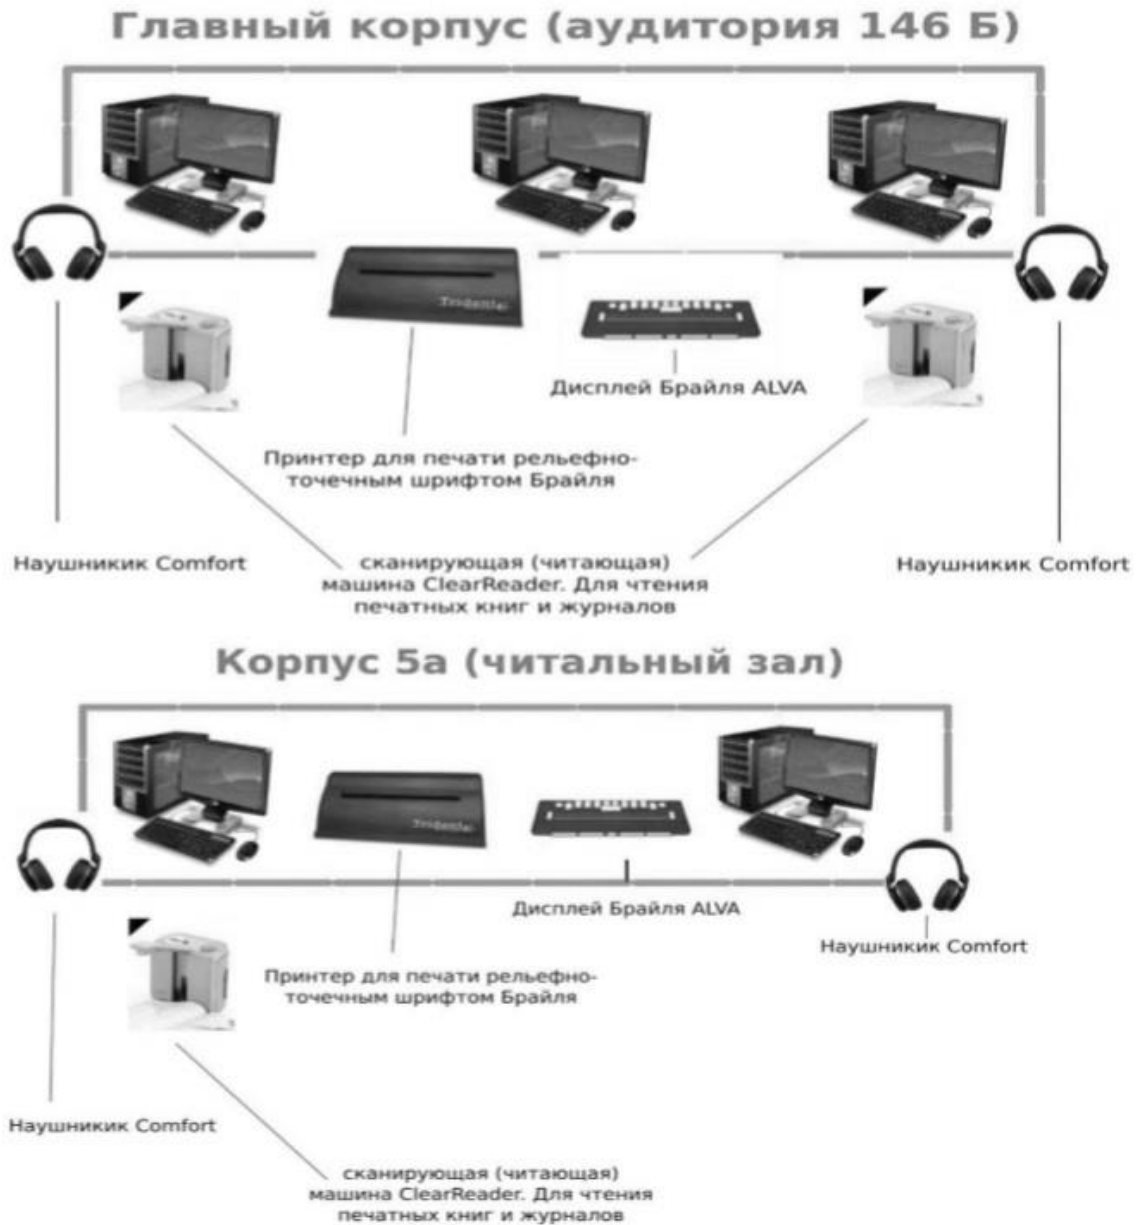 Главный корпус (аудитория 146 Б)
Дисплей Брайля ALVA
Принтер для печати рельефно-
точечным шрифтом Брайля
Наушникик Comfort
сканирующая (читающая)
машина ClearReader. Для чтения
печатных книг и журналов
Наушникик Comfort
Корпус 5а (читальный зал)
Дисплей Брайля ALVA
Наушникик Comfort
Принтер для печати рельефно-
точечным шрифтом Брайля
Наушникик Comfort
сканирующая (читающая)
машина ClearReader. Для чтения
печатных книг и журналов